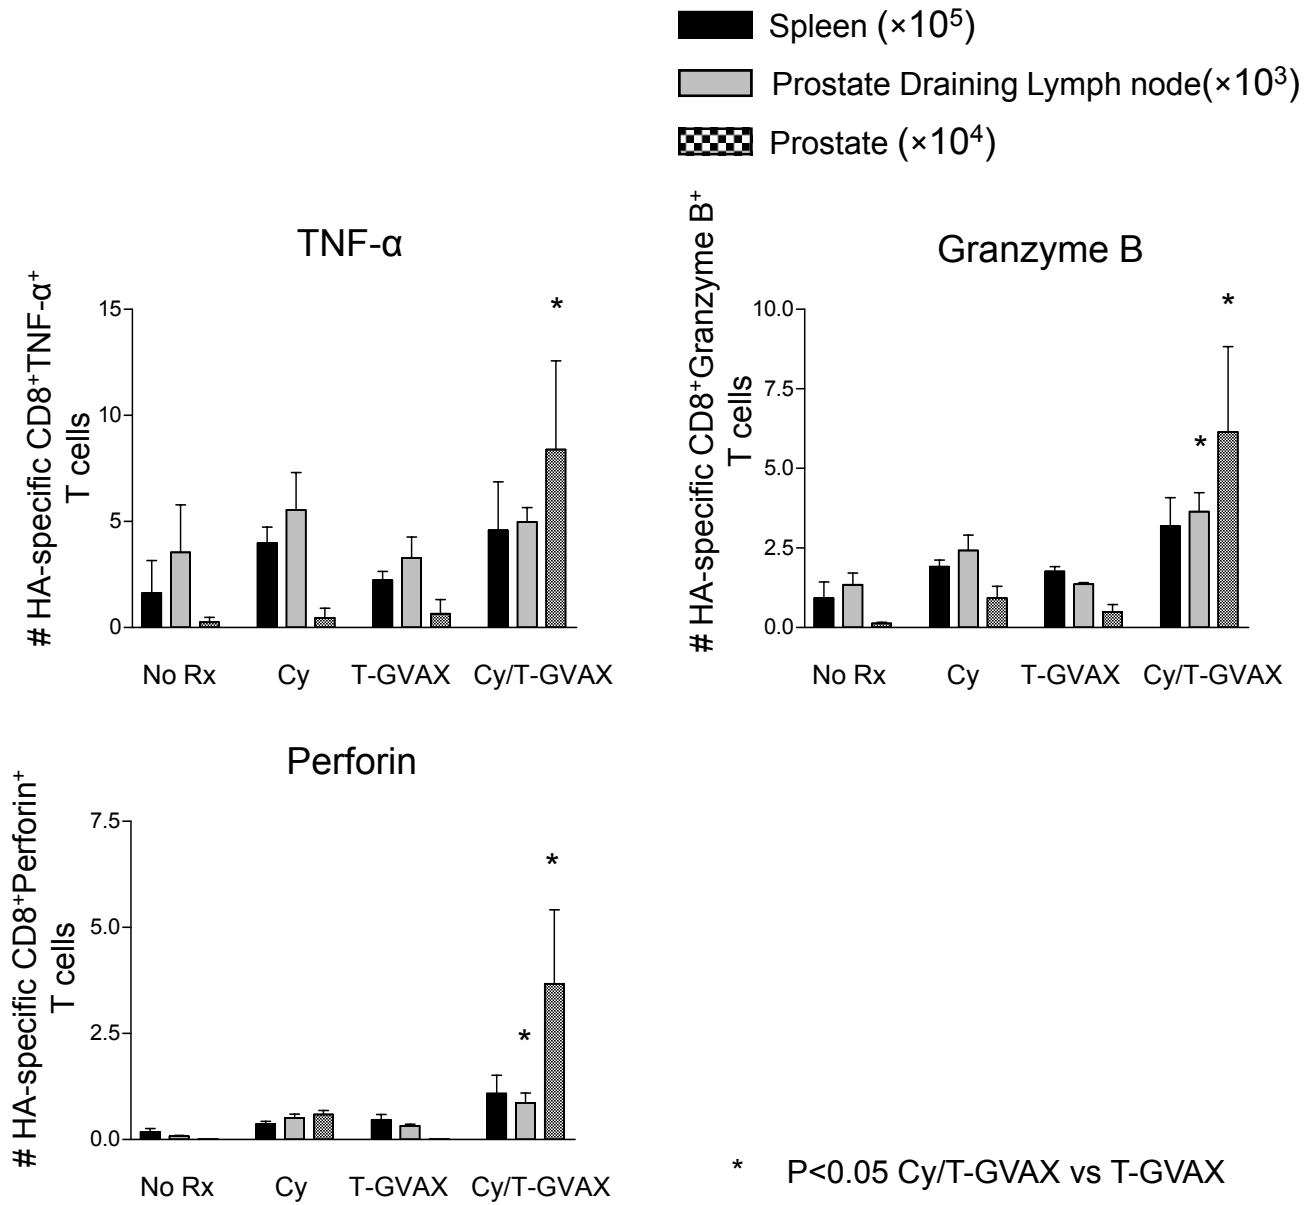 Spleen (×10⁵)
Prostate Draining Lymph node(×10³)
Prostate (×10⁴)
TNF-α
# HA-specific CD8⁺TNF-α⁺
T cells
15
10
5
0
No Rx Cy T-GVAX Cy/T-GVAX
Granzyme B
# HA-specific CD8⁺Granzyme B⁺
T cells
10.0
7.5
5.0
2.5
0.0
No Rx Cy T-GVAX Cy/T-GVAX
Perforin
# HA-specific CD8⁺Perforin⁺
T cells
7.5
5.0
2.5
0.0
No Rx Cy T-GVAX Cy/T-GVAX
* P<0.05 Cy/T-GVAX vs T-GVAX